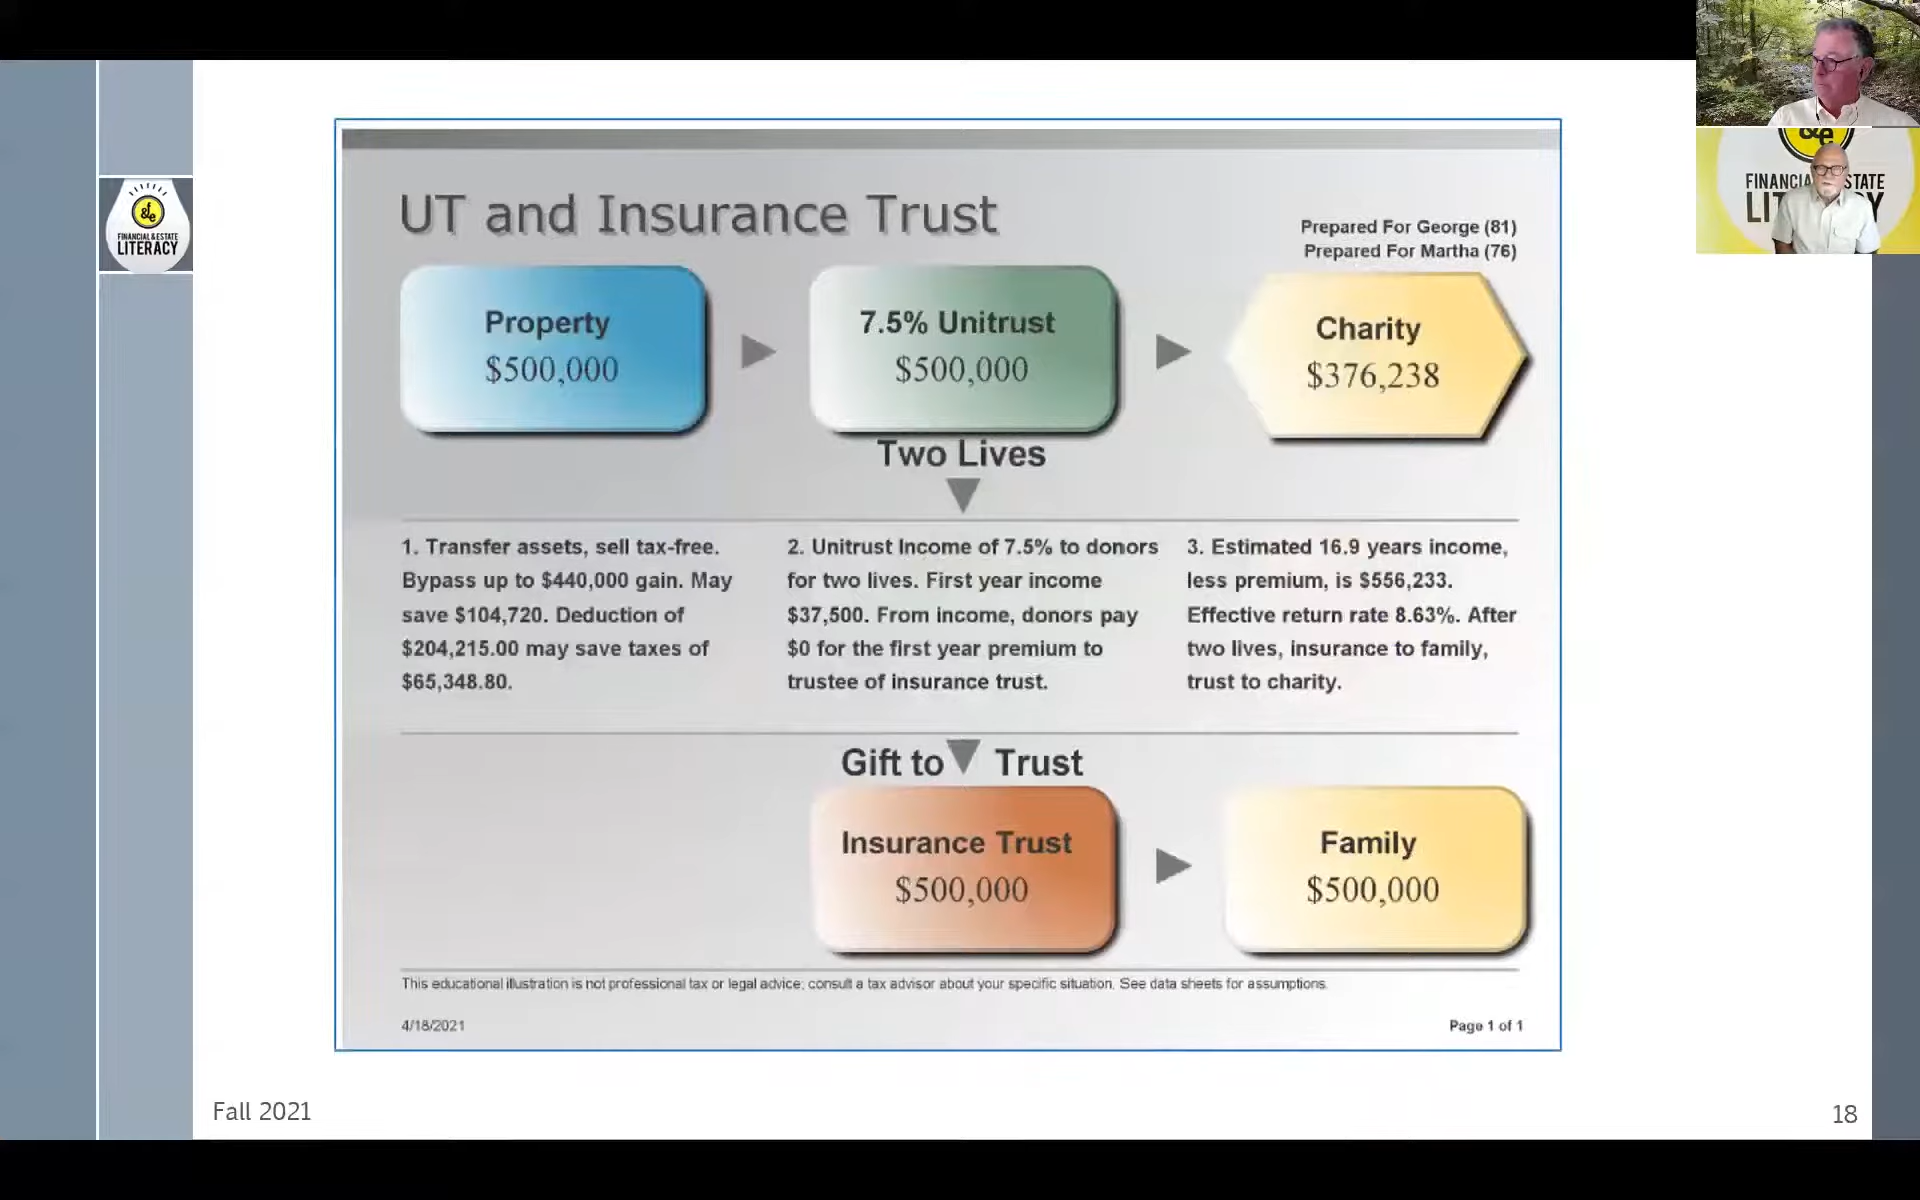 &e
FINANCIAL & ESTATE
LITERACY
f&e
FINANCIAL & ESTATE
LITERACY
UT and Insurance Trust
Prepared For George (81)
Prepared For Martha (76)
Property
$500,000
7.5% Unitrust
$500,000
Charity
$376,238
Two Lives
1. Transfer assets, sell tax-free.
Bypass up to $440,000 gain. May
save $104,720. Deduction of
$204,215.00 may save taxes of
$65,348.80.
2. Unitrust Income of 7.5% to donors
for two lives. First year income
$37,500. From income, donors pay
$0 for the first year premium to
trustee of insurance trust.
3. Estimated 16.9 years income,
less premium, is $556,233.
Effective return rate 8.63%. After
two lives, insurance to family,
trust to charity.
Gift to Trust
Insurance Trust
$500,000
Family
$500,000
This educational illustration is not professional tax or legal advice; consult a tax advisor about your specific situation. See data sheets for assumptions.
4/18/2021
Page 1 of 1
Fall 2021
18